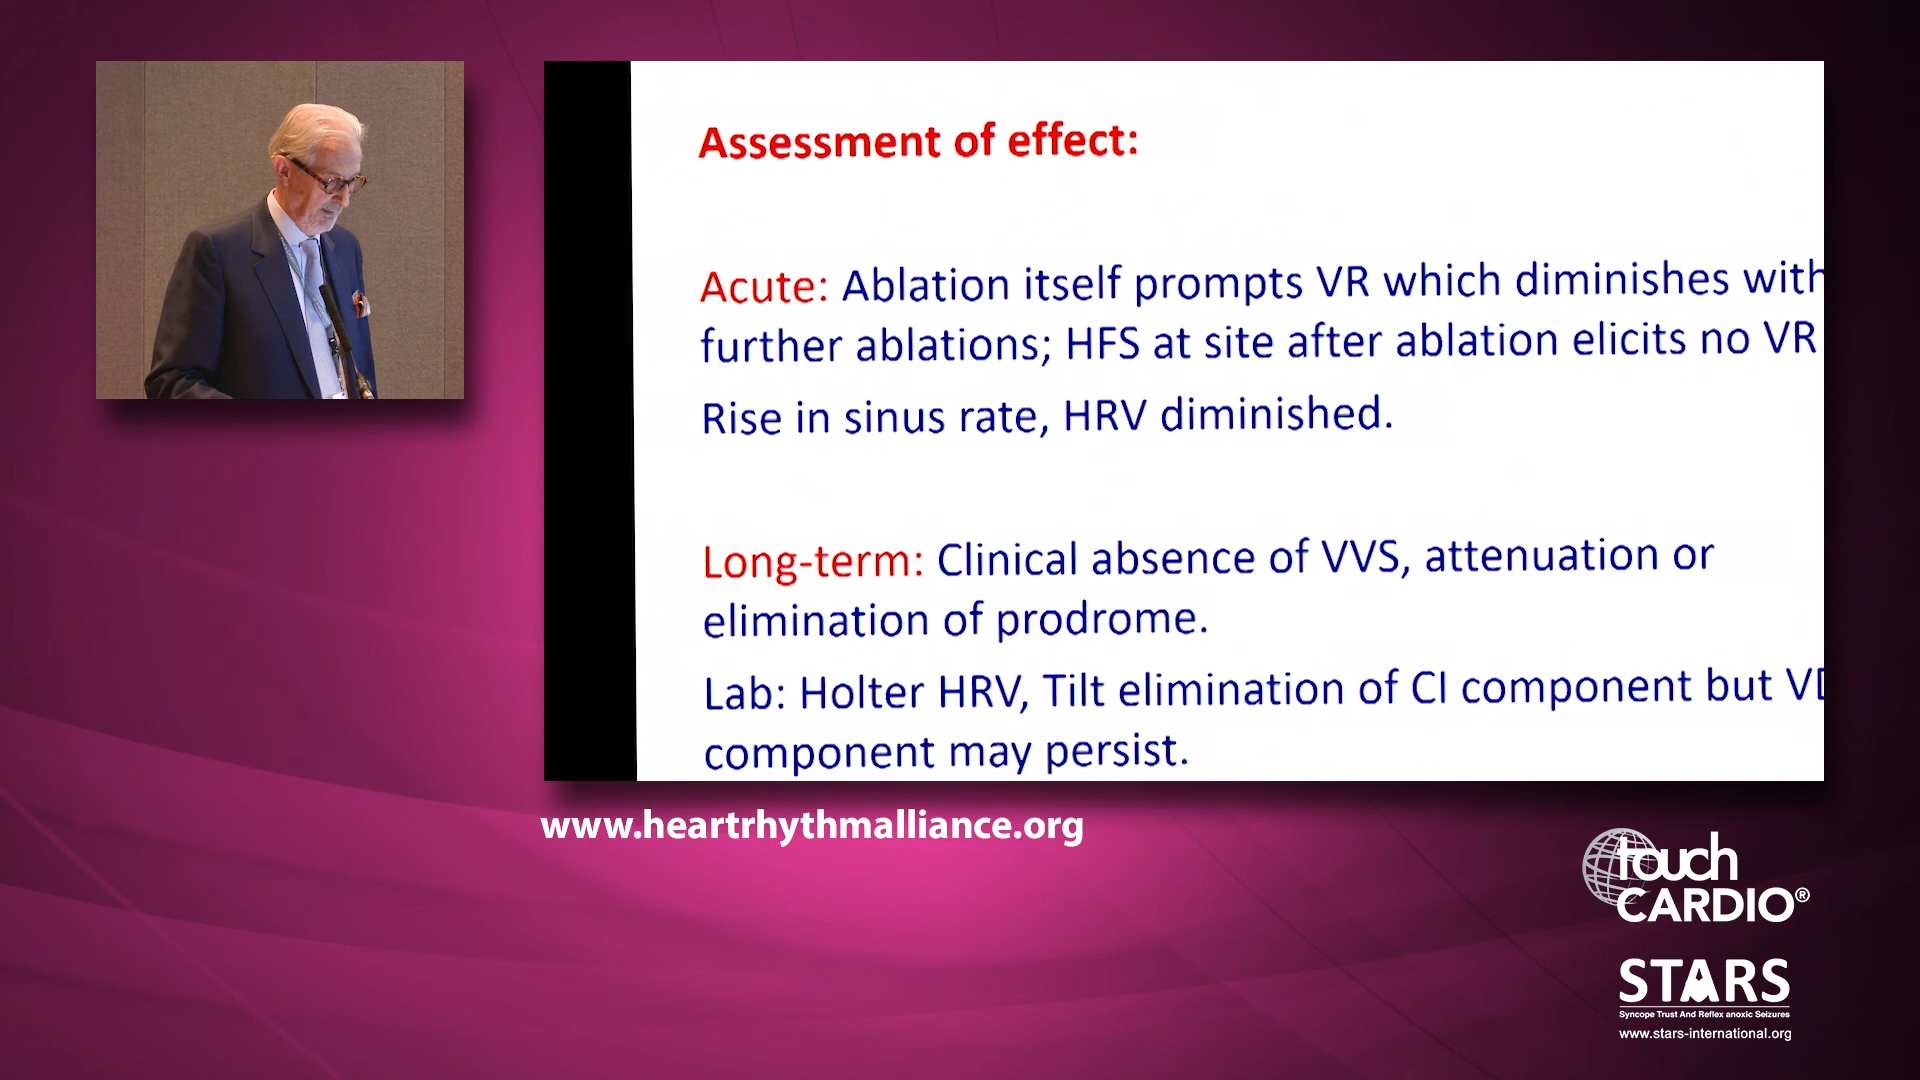 Assessment of effect:
Acute: Ablation itself prompts VR which diminishes with
further ablations; HFS at site after ablation elicits no VR
Rise in sinus rate, HRV diminished.
Long-term: Clinical absence of VVS, attenuation or
elimination of prodrome.
Lab: Holter HRV, Tilt elimination of CI component but VD
component may persist.
www.heartrhythmalliance.org
touch
CARDIO®
STARS
Syncope Trust And Reflex anoxic Seizures
www.stars-international.org